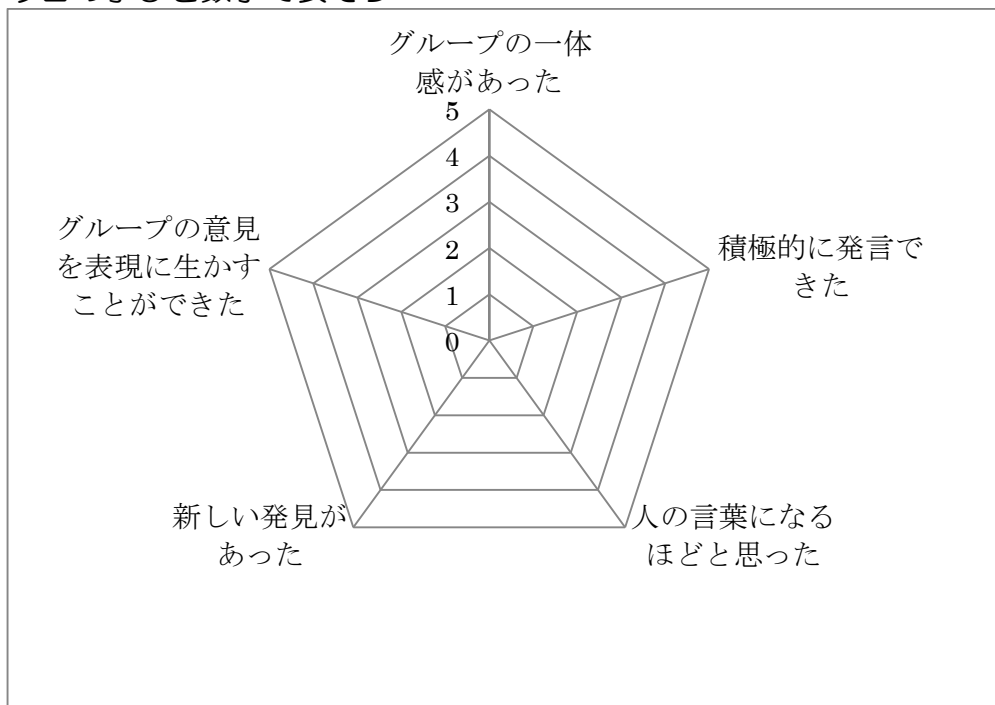 グループの一体
感があった
5
4
3
2
1
0
積極的に発言で
きた
人の言葉になる
ほどと思った
新しい発見が
あった
グループの意見
を表現に生かす
ことができた